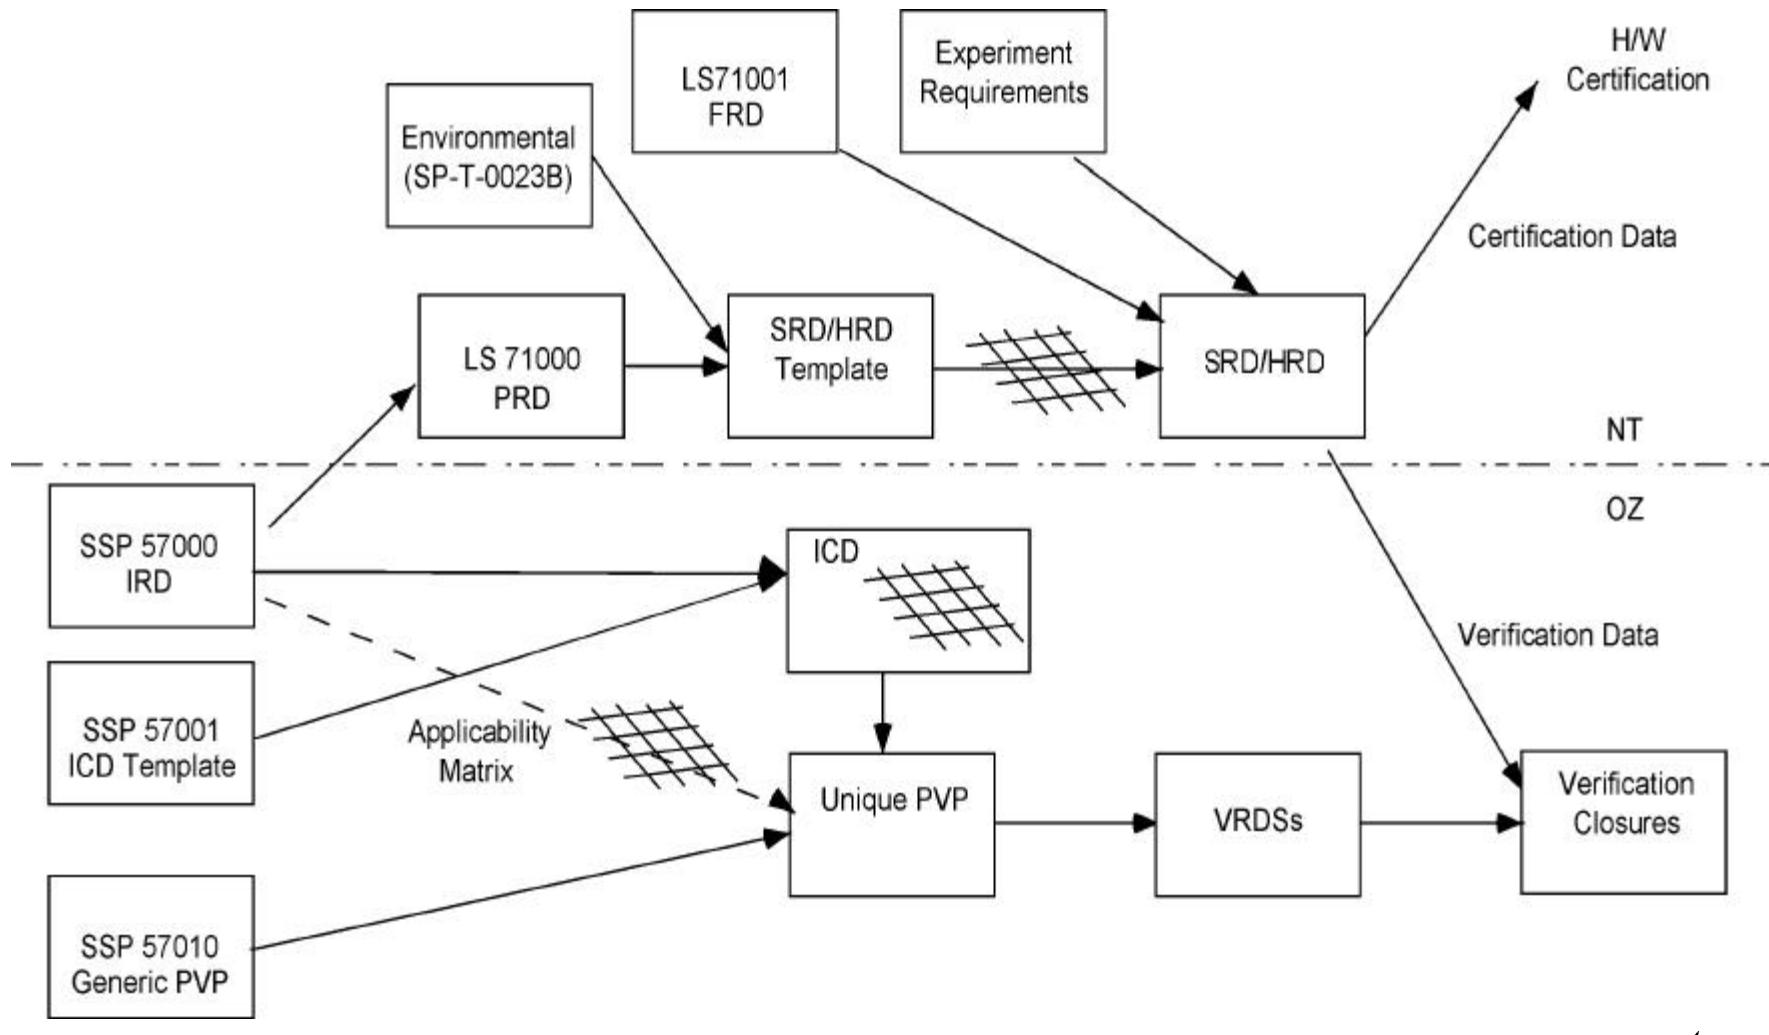 H/W
Certification
Experiment
Requirements
LS71001
FRD
Environmental
(SP-T-0023B)
Certification Data
SRD/HRD
Template
LS 71000
PRD
SRD/HRD
NT
OZ
SSP 57000
IRD
ICD
Verification Data
SSP 57001
ICD Template
Applicability
Matrix
Unique PVP
VRDSs
Verification
Closures
SSP 57010
Generic PVP